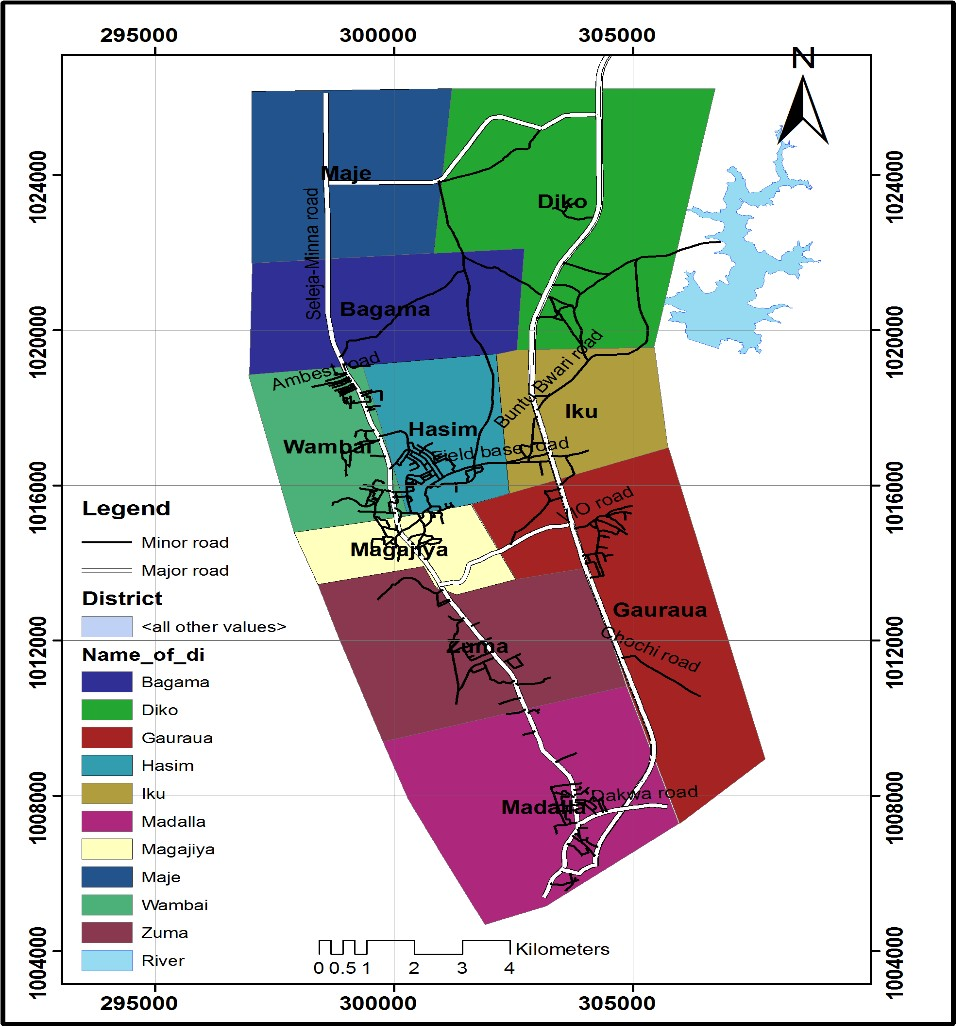 295000 300000 305000
N
1024000
1024000
Maje
Diko
Seleja-Minna road
Bagama
1020000
1020000
Ambest road
Buntu Bwari road
Iku
Hasim
Wambai
Field base road
1016000
1016000
VIO road
Magajiya
Legend
Minor road
Major road
District
<all other values>
Name_of_di
Bagama
Diko
Gauraua
Hasim
Iku
Madalla
Magajiya
Maje
Wambai
Zuma
River
Gauraua
1012000
1012000
Zuma
Chochi road
Dakwa road
Madalla
1008000
1008000
Kilometers
0 0.5 1 2 3 4
1004000
1004000
295000 300000 305000